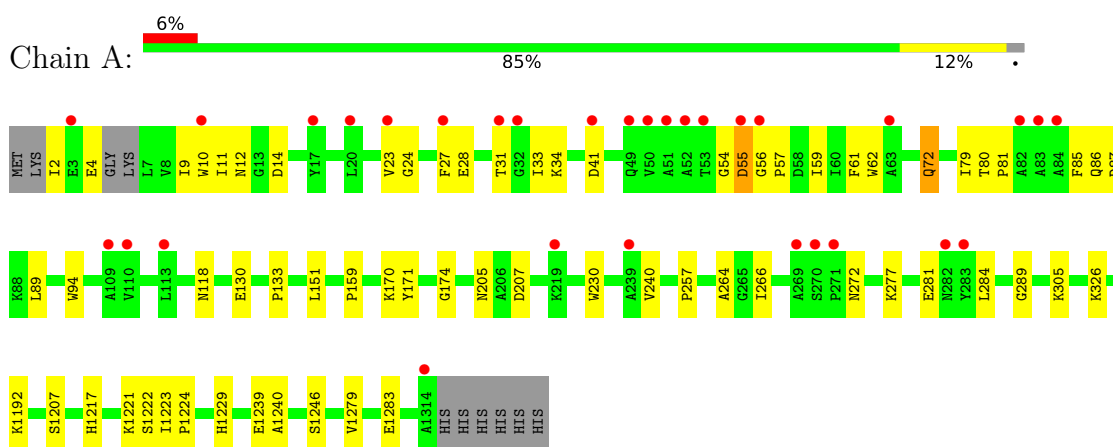 6%
Chain A:
85% 12%
MET LYS I2 E3 E4 GLY LYS L7 V8 I9 W10 I11 N12 G13 D14 Y17 L20 V23 G24 F27 E28 T31 G32 I33 K34 D41 Q49 V50 A51 A52 T53 G54 D55 G56 P57 D58 I59 I60 F61 W62 A63 Q72 I79 T80 P81 A82 A83 A84 F85 Q86
K88 L89 W94 A109 V110 L113 N118 E130 P133 L151 P159 K170 Y171 G174 N205 A206 D207 K219 W230 A239 V240 P257 A264 G265 I266 A269 S270 P271 N272 K277 E281 N282 Y283 L284 G289 K305 K326
K1192 S1207 H1217 K1221 S1222 I1223 P1224 H1229 E1239 A1240 S1246 V1279 E1283 A1314 HIS HIS HIS HIS HIS HIS